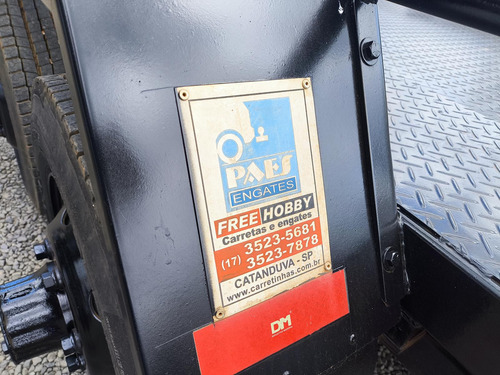 PAES
ENGATES
FREE HOBBY
Carretas e engates
(17) 3523-5681
3523-7878
CATANDUVA - SP
www.carretinhas.com.br
DM